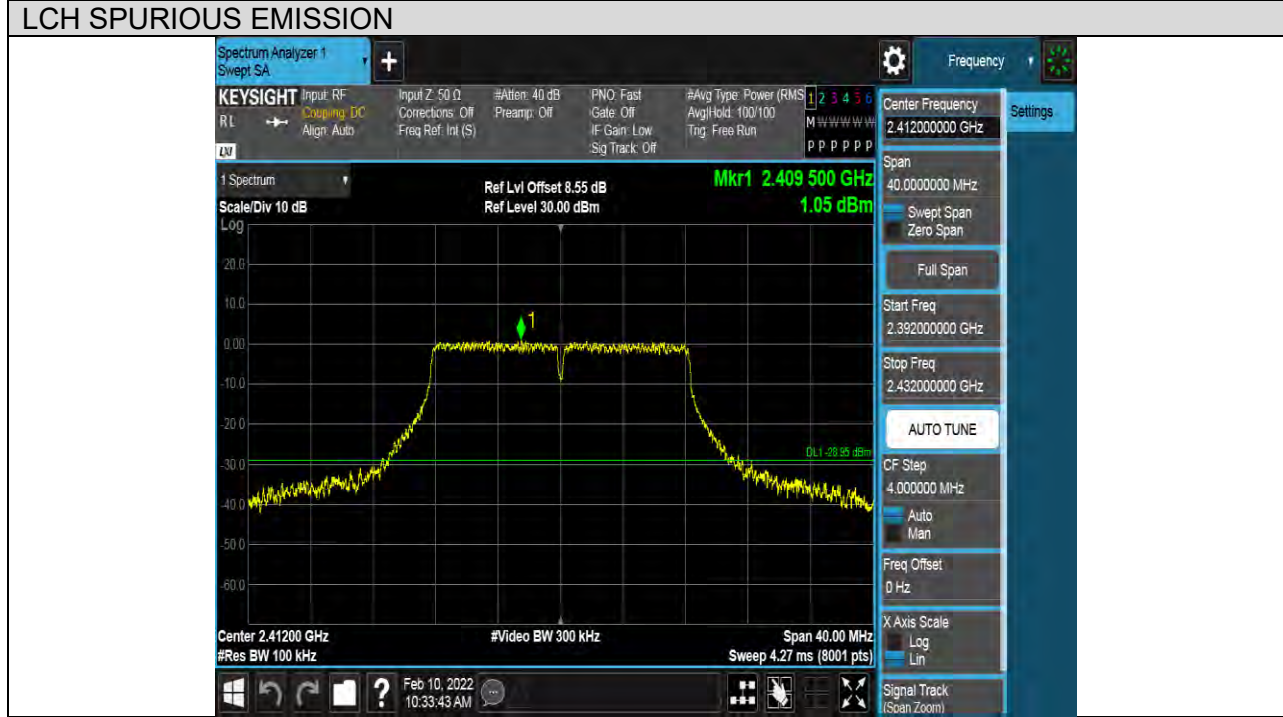 LCH SPURIOUS EMISSION
Spectrum Analyzer 1
Swept SA
+
Frequency
KEYSIGHT
RL
LXI
Input: RF
Coupling: DC
Align: Auto
Input Z: 50 Ω
Corrections: Off
Freq Ref: Int (S)
#Atten: 40 dB
Preamp: Off
PNO: Fast
Gate: Off
IF Gain: Low
Sig Track: Off
#Avg Type: Power (RMS
Avg|Hold: 100/100
Trig: Free Run
1 2 3 4 5 6
M W W W W W
P P P P P P
1 Spectrum
Scale/Div 10 dB
Ref Lvl Offset 8.55 dB
Ref Level 30.00 dBm
Mkr1 2.409 500 GHz
1.05 dBm
Log
20.0
10.0
0.00
-10.0
-20.0
-30.0
-40.0
-50.0
-60.0
1
DL1 -28.95 dBm
Center 2.41200 GHz
#Res BW 100 kHz
#Video BW 300 kHz
Span 40.00 MHz
Sweep 4.27 ms (8001 pts)
?
Feb 10, 2022
10:33:43 AM
Center Frequency
2.412000000 GHz
Settings
Span
40.0000000 MHz
Swept Span
Zero Span
Full Span
Start Freq
2.392000000 GHz
Stop Freq
2.432000000 GHz
AUTO TUNE
CF Step
4.000000 MHz
Auto
Man
Freq Offset
0 Hz
X Axis Scale
Log
Lin
Signal Track
(Span Zoom)